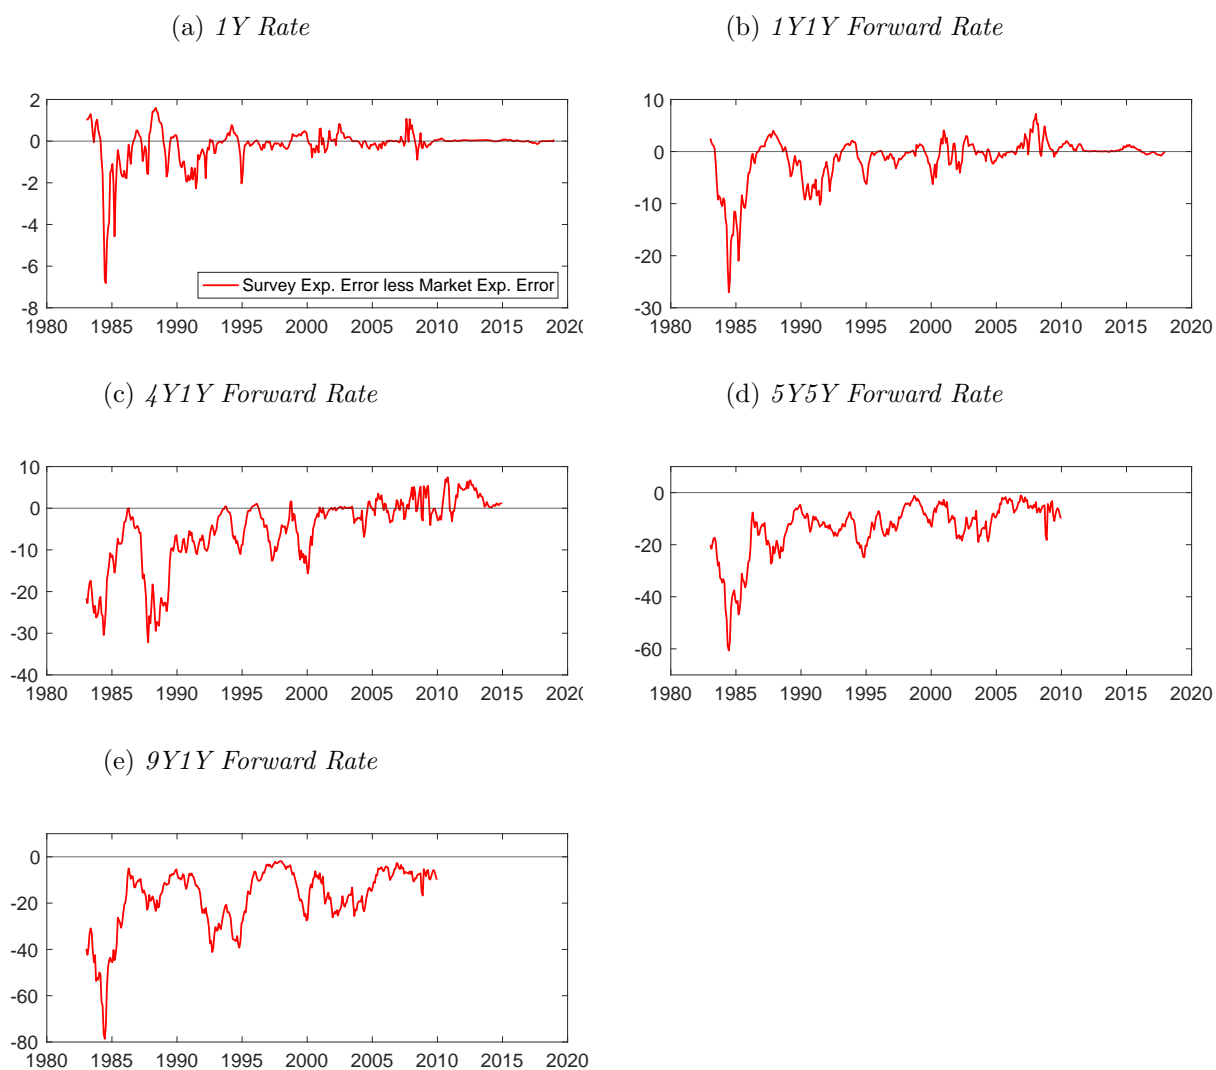 (a) 1Y Rate
(b) 1Y1Y Forward Rate
2
0
-2
-4
-6
-8
Survey Exp. Error less Market Exp. Error
1980 1985 1990 1995 2000 2005 2010 2015 2020
10
0
-10
-20
-30
1980 1985 1990 1995 2000 2005 2010 2015 2020
(c) 4Y1Y Forward Rate
(d) 5Y5Y Forward Rate
10
0
-10
-20
-30
-40
1980 1985 1990 1995 2000 2005 2010 2015 2020
0
-20
-40
-60
1980 1985 1990 1995 2000 2005 2010 2015 2020
(e) 9Y1Y Forward Rate
0
-20
-40
-60
-80
1980 1985 1990 1995 2000 2005 2010 2015 2020